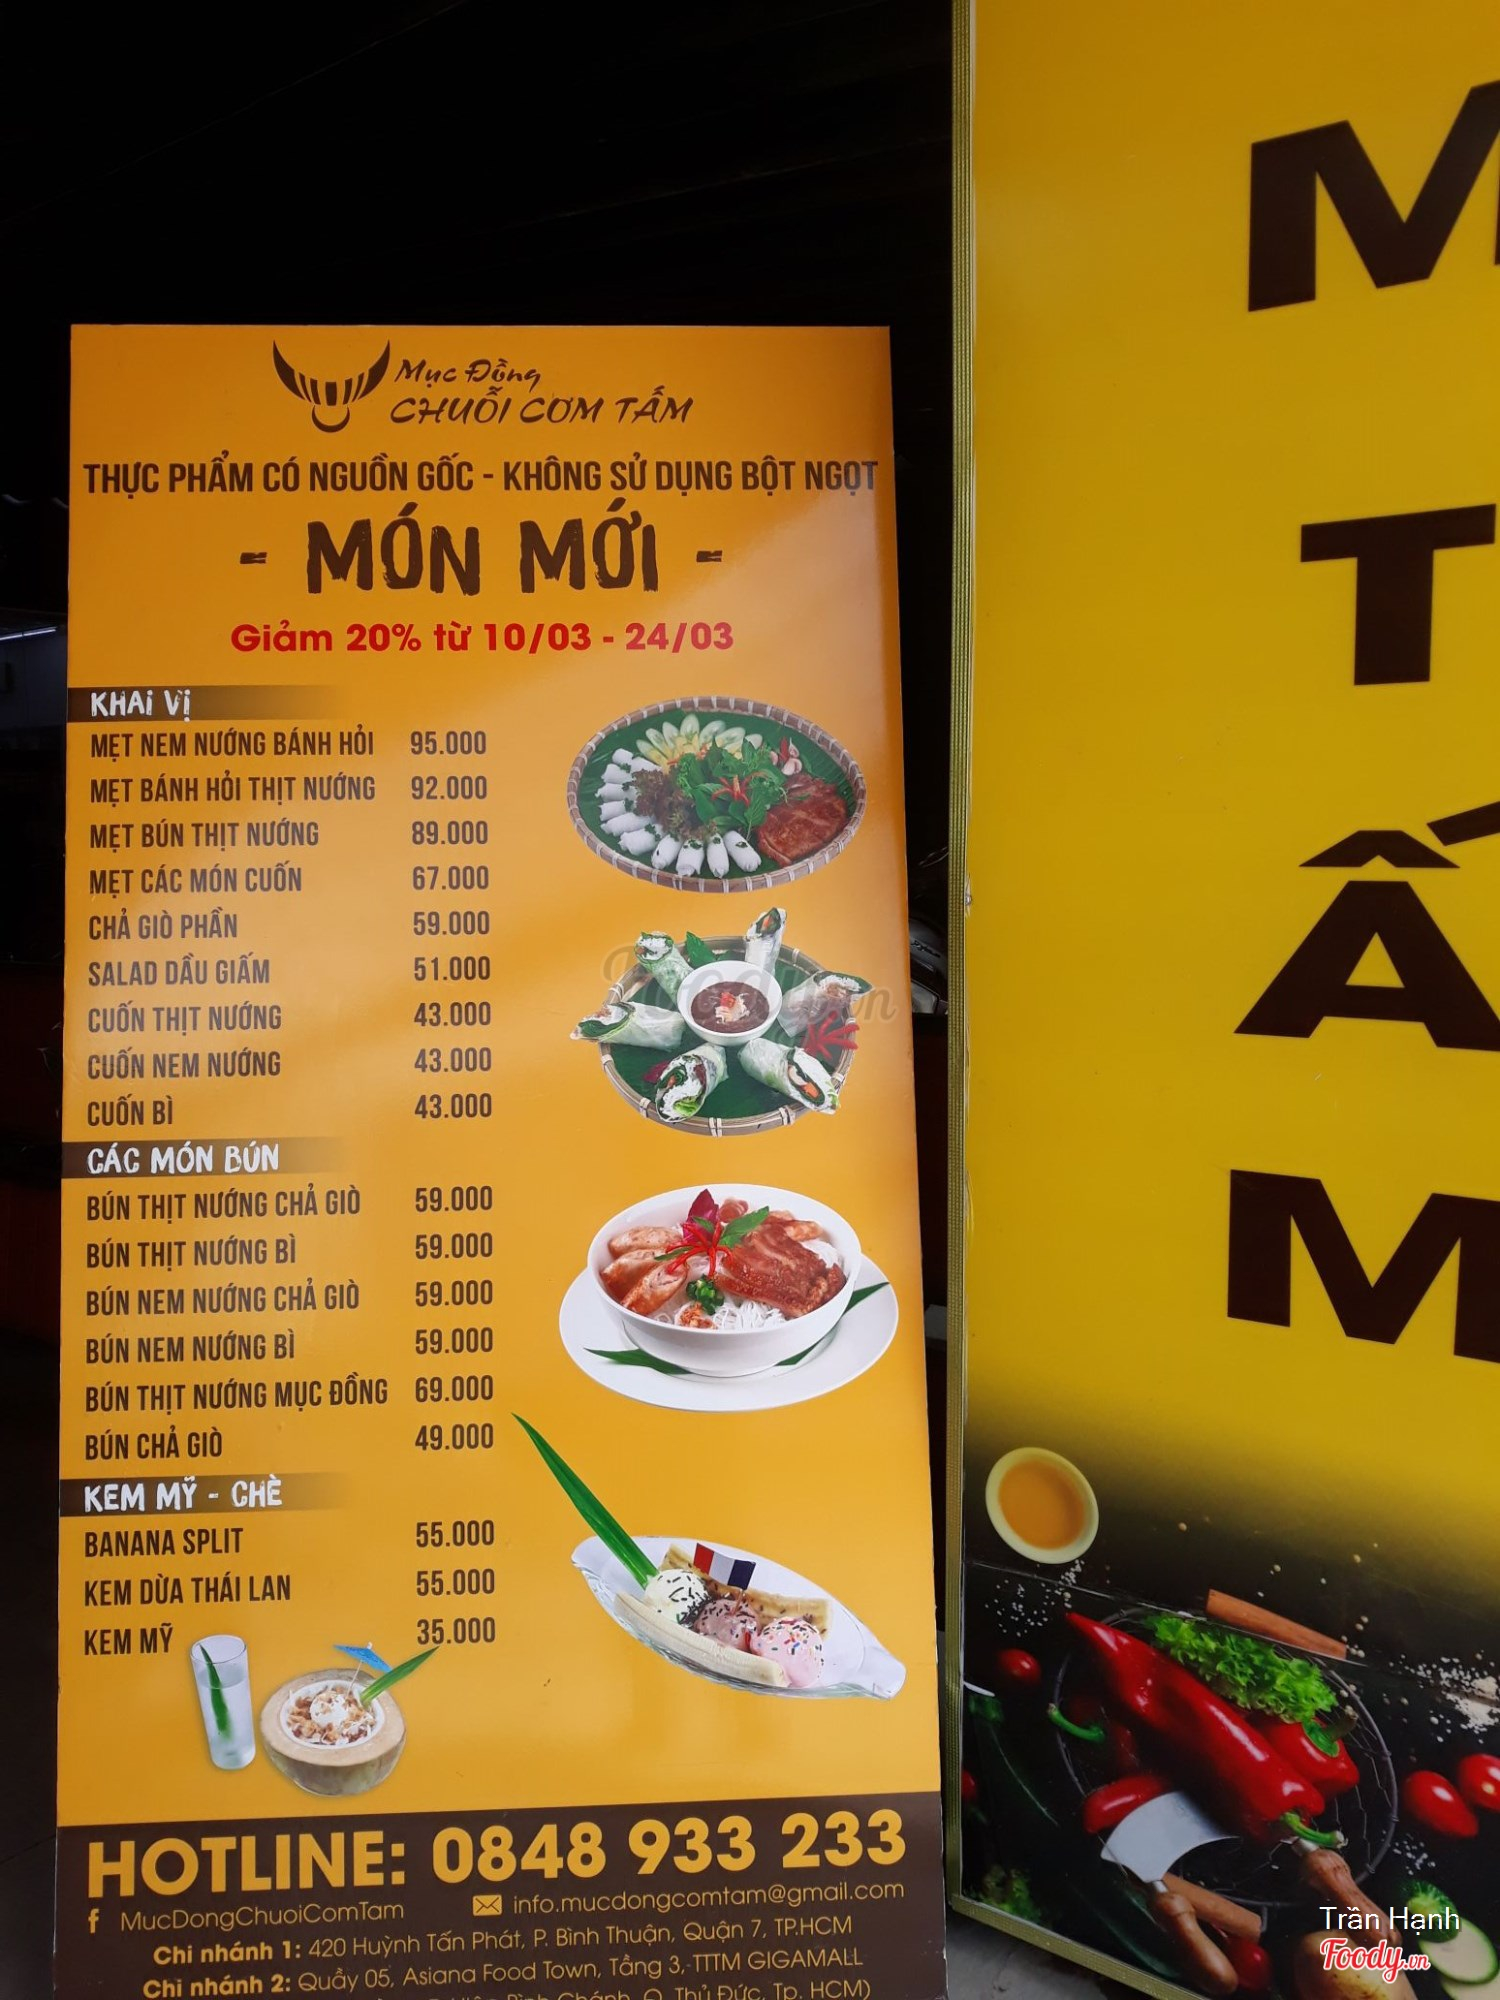 Mục Đồng
CHUỖI CƠM TẤM
THỰC PHẨM CÓ NGUỒN GỐC - KHÔNG SỬ DỤNG BỘT NGỌT
- MÓN MỚI -
Giảm 20% từ 10/03 - 24/03
KHAI VỊ
MẸT NEM NƯỚNG BÁNH HỎI 95.000
MẸT BÁNH HỎI THỊT NƯỚNG 92.000
MẸT BÚN THỊT NƯỚNG 89.000
MẸT CÁC MÓN CUỐN 67.000
CHẢ GIÒ PHẦN 59.000
SALAD DẦU GIẤM 51.000
CUỐN THỊT NƯỚNG 43.000
CUỐN NEM NƯỚNG 43.000
CUỐN BÌ 43.000
CÁC MÓN BÚN
BÚN THỊT NƯỚNG CHẢ GIÒ 59.000
BÚN THỊT NƯỚNG BÌ 59.000
BÚN NEM NƯỚNG CHẢ GIÒ 59.000
BÚN NEM NƯỚNG BÌ 59.000
BÚN THỊT NƯỚNG MỤC ĐỒNG 69.000
BÚN CHẢ GIÒ 49.000
KEM MỸ - CHÈ
BANANA SPLIT 55.000
KEM DỪA THÁI LAN 55.000
KEM MỸ 35.000
HOTLINE: 0848 933 233
MucDongChuoiComTam info.mucdongcomtam@gmail.com
Chi nhánh 1: 420 Huỳnh Tấn Phát, P. Bình Thuận, Quận 7, TP.HCM
Chi nhánh 2: Quầy 05, Asiana Food Town, Tầng 3, TTTM GIGAMALL
Bình Chánh, Q. Thủ Đức, Tp. HCM)
M
T
Ấ
M
Foody.vn
Trần Hạnh
Foody.vn